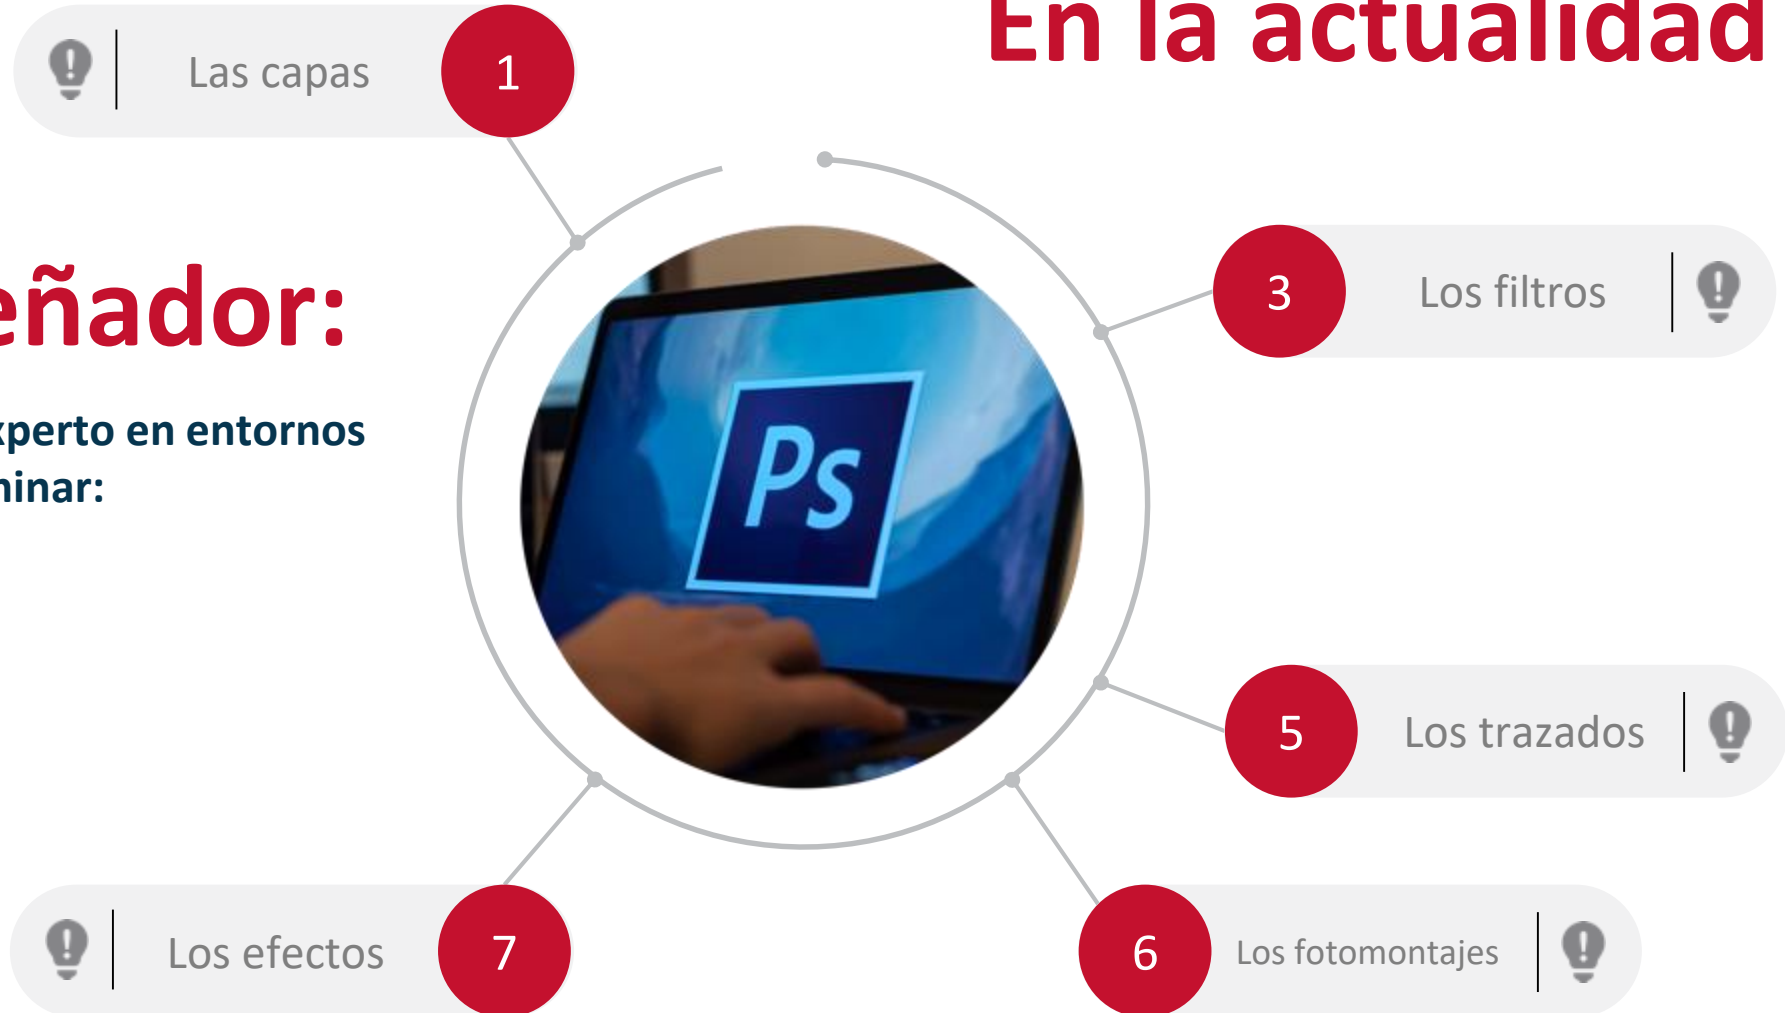 En la actualidad
1
Las capas
eñador:
xperto en entornos
ninar:
3
Los filtros
Ps
5
Los trazados
6
Los fotomontajes
7
Los efectos